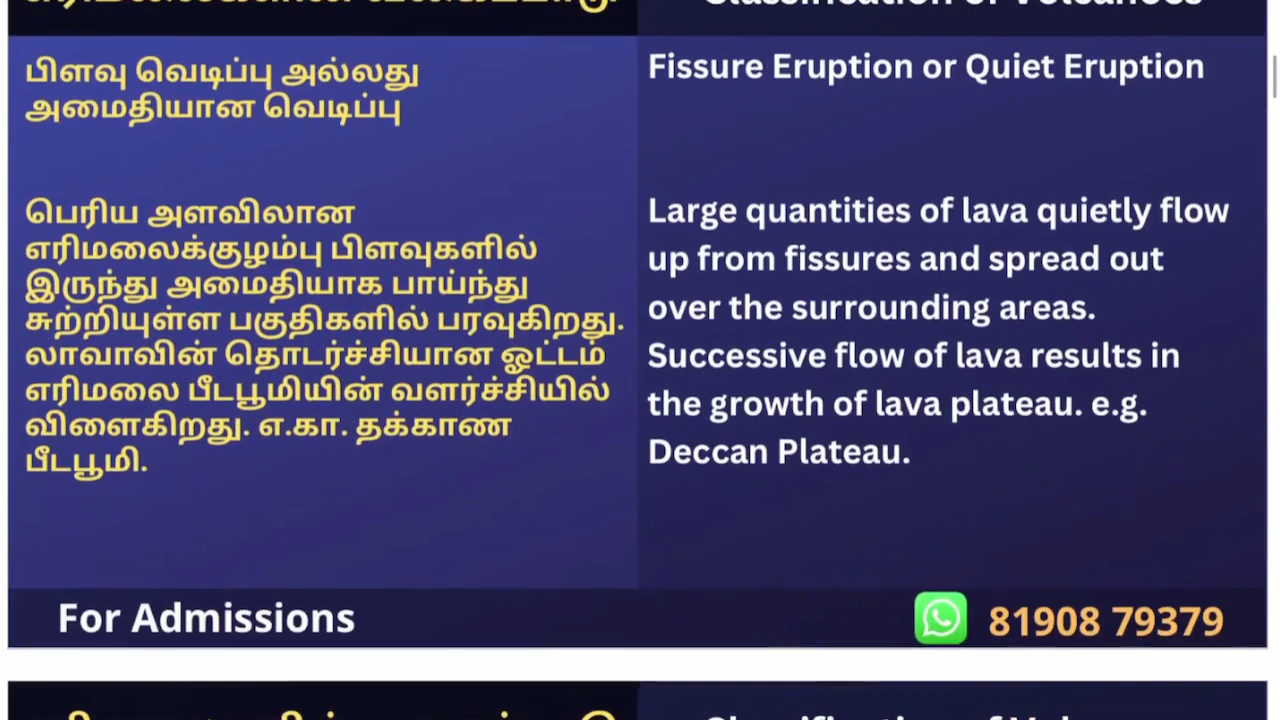 Classification of Volcanoes
பிளவு வெடிப்பு அல்லது
அமைதியான வெடிப்பு
Fissure Eruption or Quiet Eruption
பெரிய அளவிலான
எரிமலைக்குழம்பு பிளவுகளில்
இருந்து அமைதியாக பாய்ந்து
சுற்றியுள்ள பகுதிகளில் பரவுகிறது.
லாவாவின் தொடர்ச்சியான ஓட்டம்
எரிமலை பீடபூமியின் வளர்ச்சியில்
விளைகிறது. எ.கா. தக்காண
பீடபூமி.
Large quantities of lava quietly flow
up from fissures and spread out
over the surrounding areas.
Successive flow of lava results in
the growth of lava plateau. e.g.
Deccan Plateau.
For Admissions
81908 79379